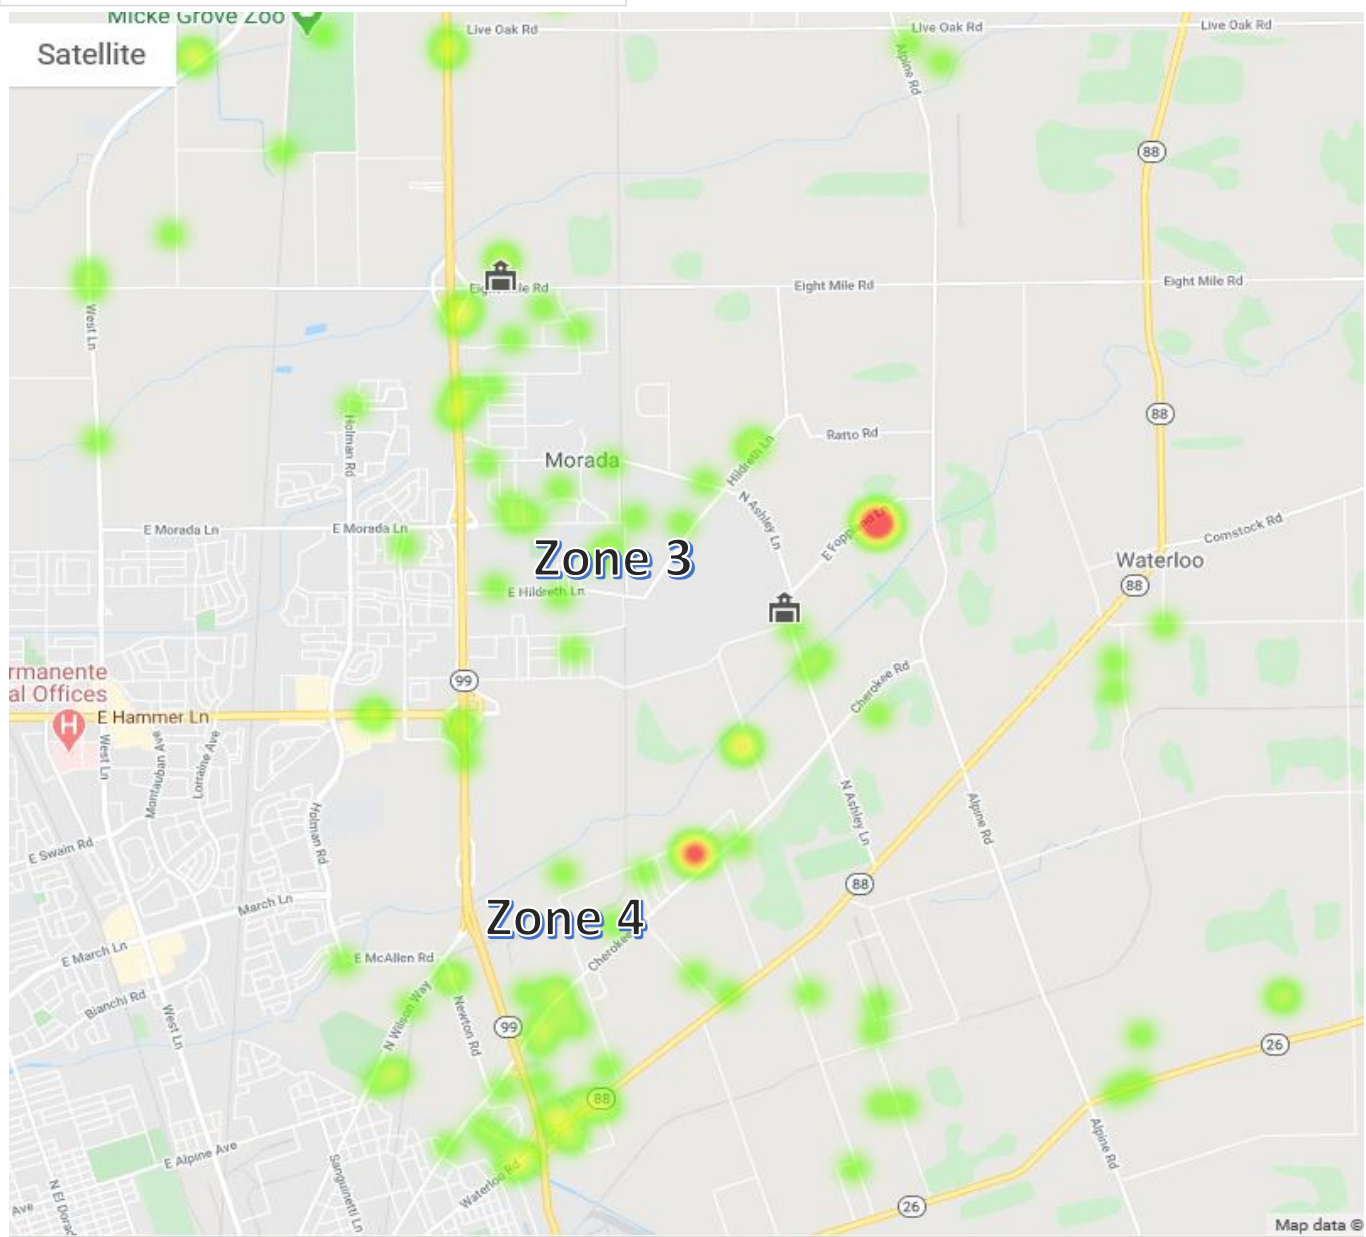 Micke Grove Zoo
Satellite
Live Oak Rd
Live Oak Rd
Live Oak Rd
Alpine Rd
88
Eight Mile Rd
Eight Mile Rd
Eight Mile Rd
West Ln
88
Holman Rd
Ratto Rd
Morada
Hildreth Ln
N Ashley Ln
E Morada Ln
E Morada Ln
Comstock Rd
Zone 3
Waterloo
88
E Hildreth Ln
rmanente
al Offices
H
99
Cherokee Rd
E Hammer Ln
West Ln
Montauban Ave
Lorraine Ave
N Ashley Ln
Alpine Rd
Holman Rd
E Swain Rd
88
March Ln
Zone 4
E March Ln
E McAllen Rd
Cherokee
Bianchi Rd
West Ln
N Wilson Way
Newton Rd
99
26
88
E Alpine Ave
Alpine Rd
Sanguinetti Ln
Waterloo Rd
Ave
26
Map data ©